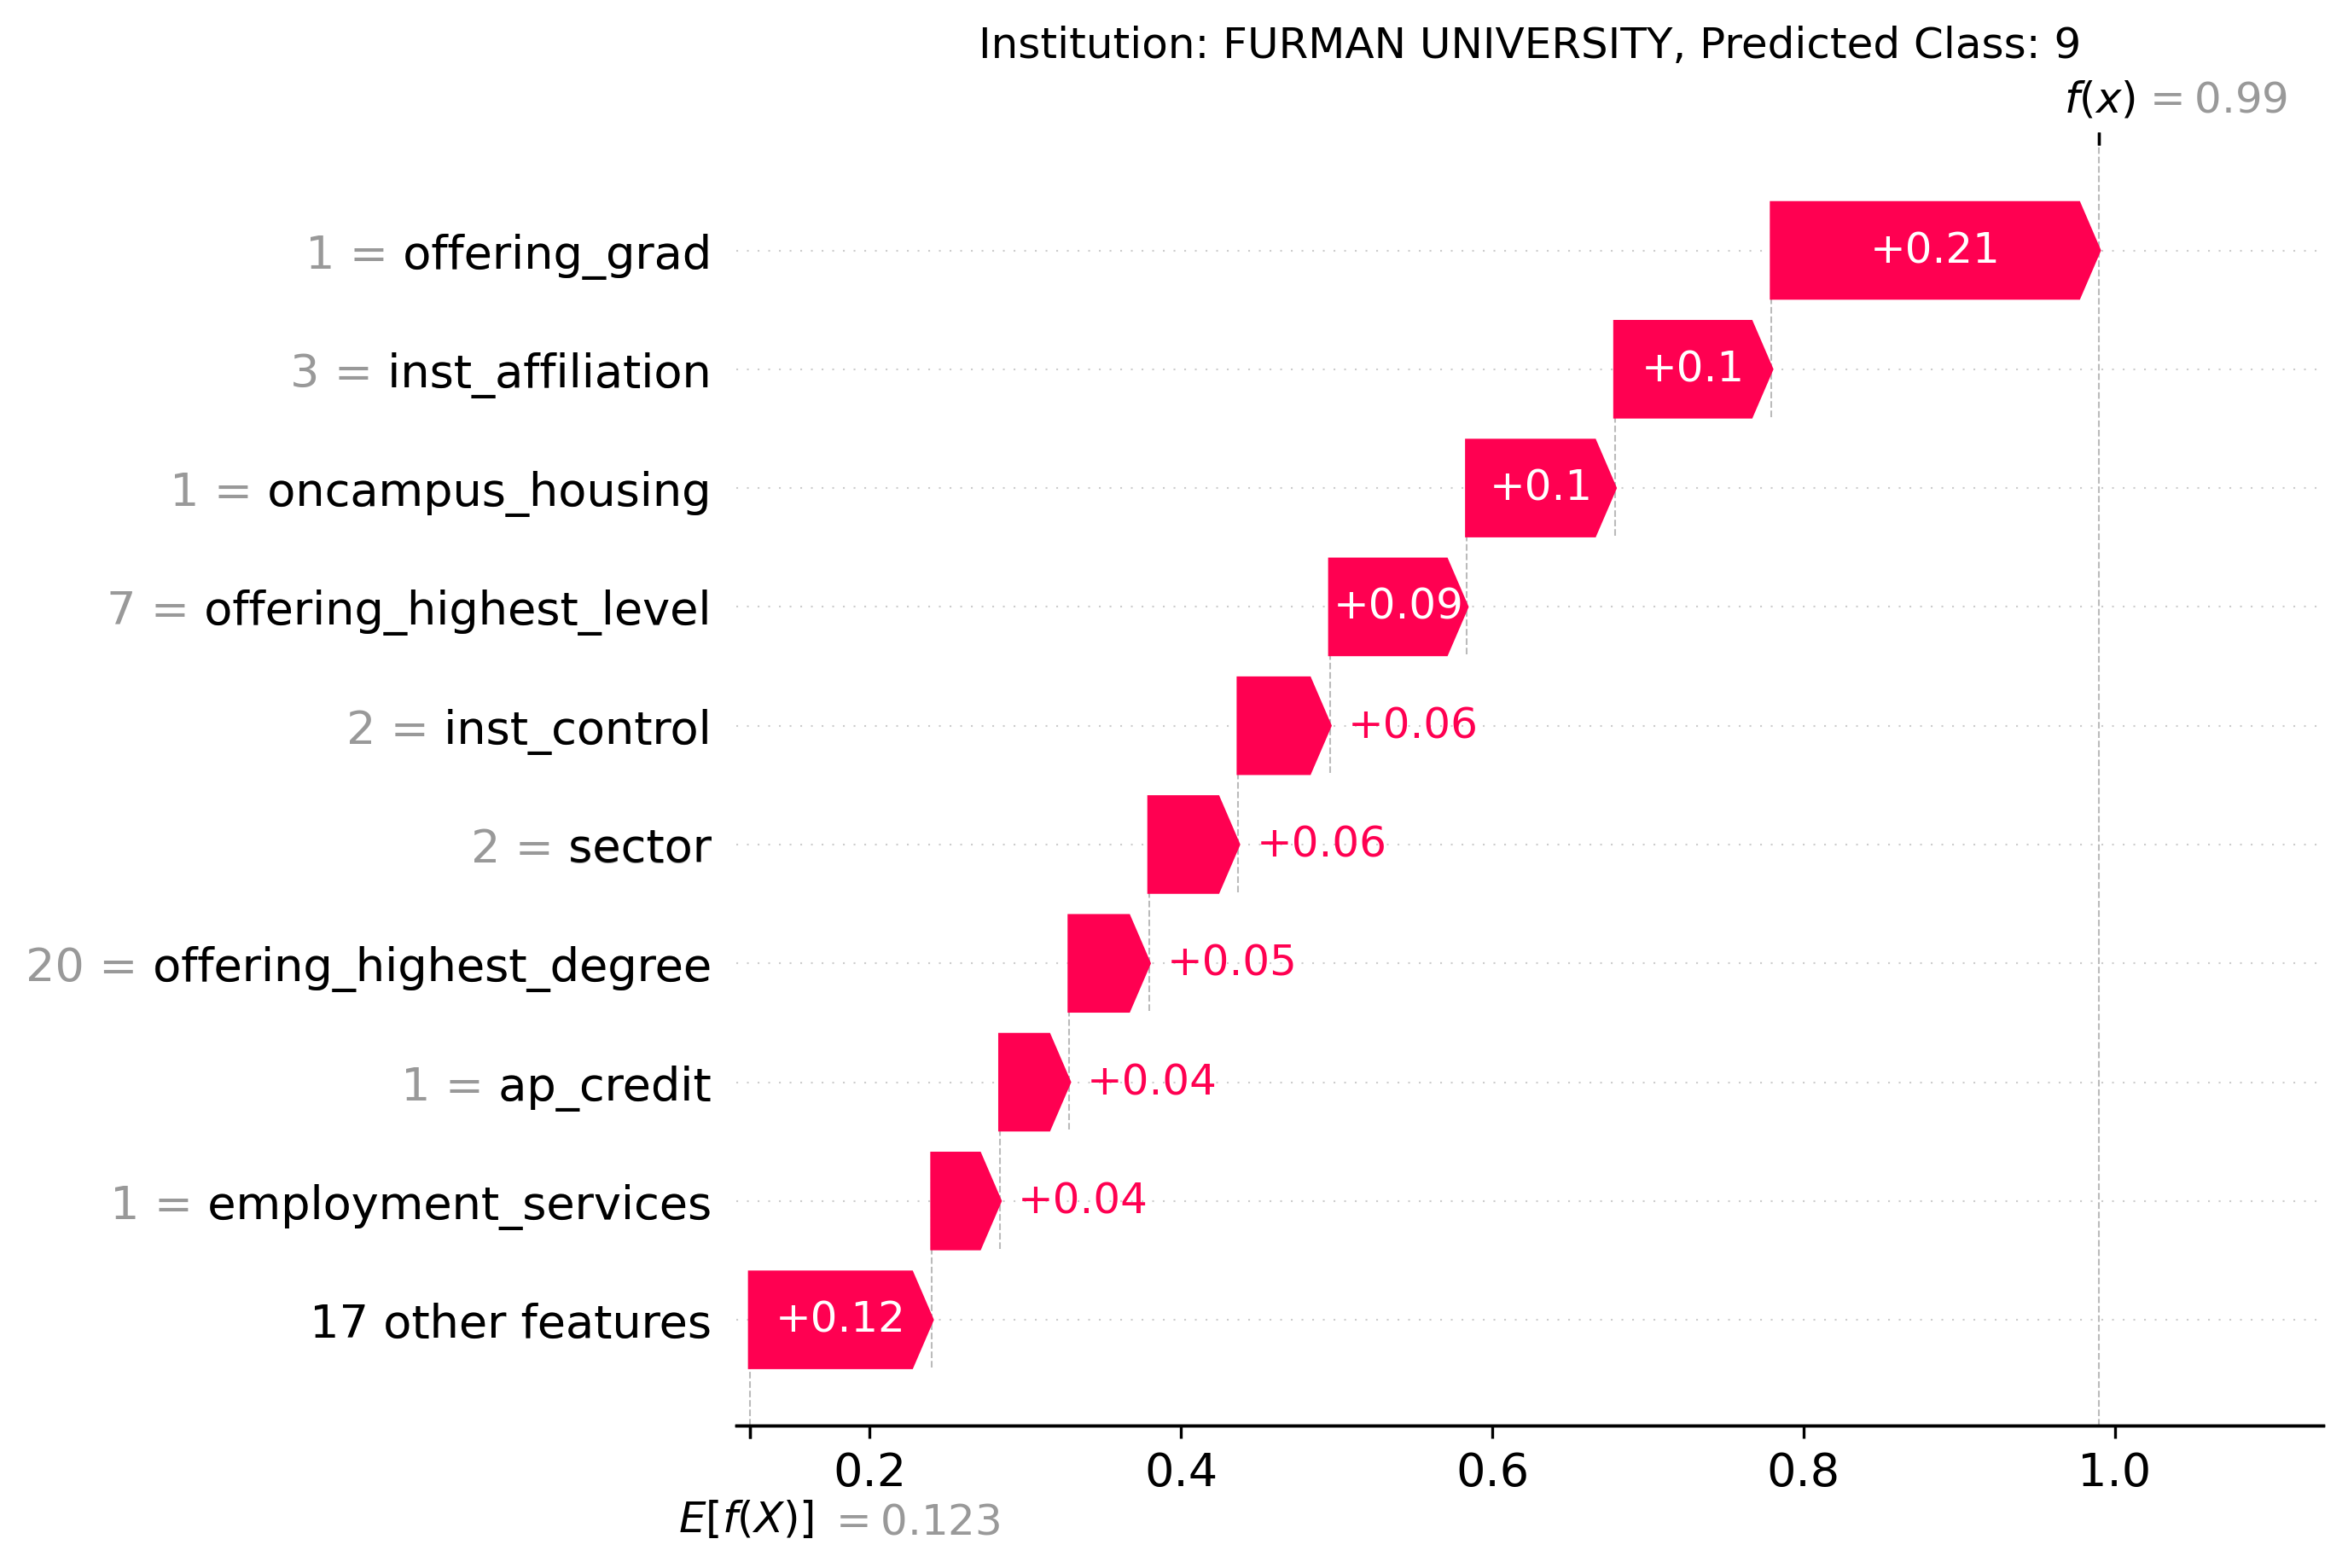 Institution: FURMAN UNIVERSITY, Predicted Class: 9
f(x) = 0.99
1 = offering_grad +0.21
3 = inst_affiliation +0.1
1 = oncampus_housing +0.1
7 = offering_highest_level +0.09
2 = inst_control +0.06
2 = sector +0.06
20 = offering_highest_degree +0.05
1 = ap_credit +0.04
1 = employment_services +0.04
17 other features +0.12
0.2 0.4 0.6 0.8 1.0
E[f(X)] = 0.123